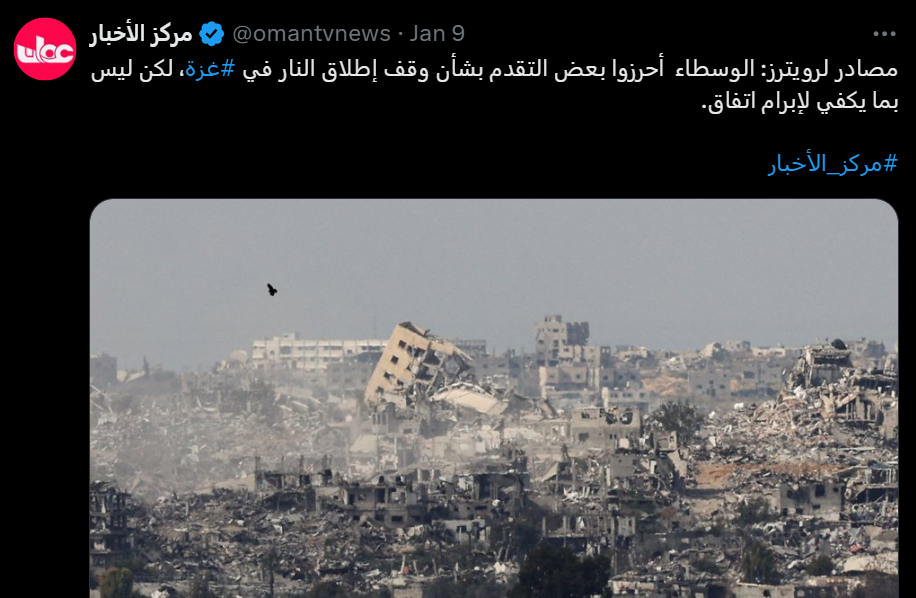 مركز الأخبار @omantvnews · Jan 9
مصادر لرويترز: الوسطاء أحرزوا بعض التقدم بشأن وقف إطلاق النار في #غزة، لكن ليس
بما يكفي لإبرام اتفاق.
#مركز_الأخبار